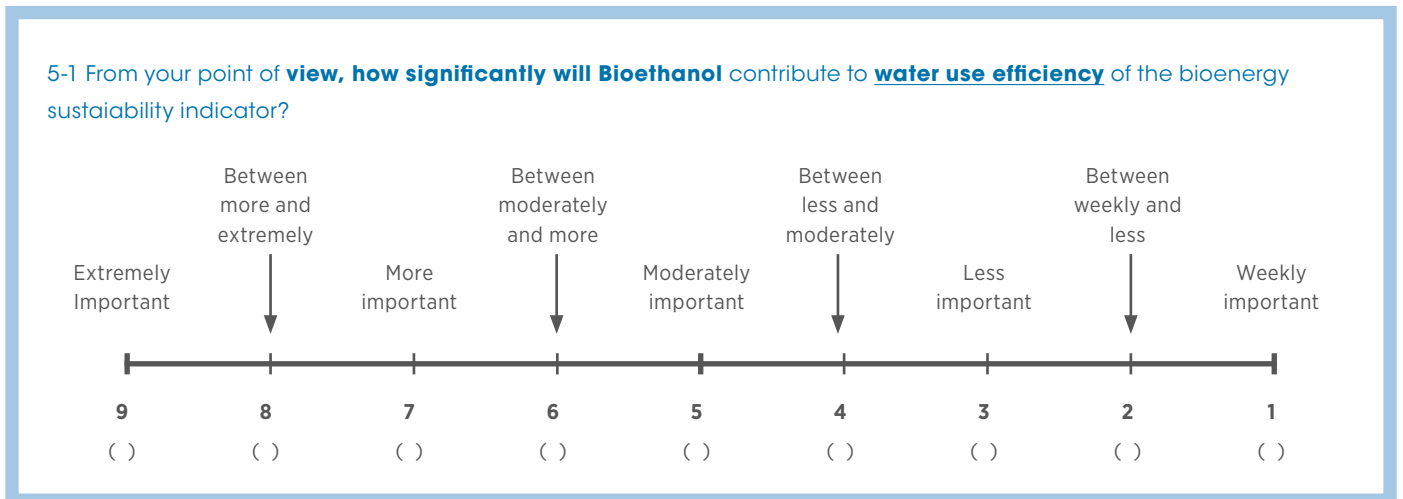 5-1 From your point of view, how significantly will Bioethanol contribute to water use efficiency of the bioenergy
sustaiability indicator?
Between
more and
extremely
Between
moderately
and more
Between
less and
moderately
Between
weekly and
less
Extremely
Important
More
important
Moderately
important
Less
important
Weekly
important
9 8 7 6 5 4 3 2 1
( ) ( ) ( ) ( ) ( ) ( ) ( ) ( ) ( )